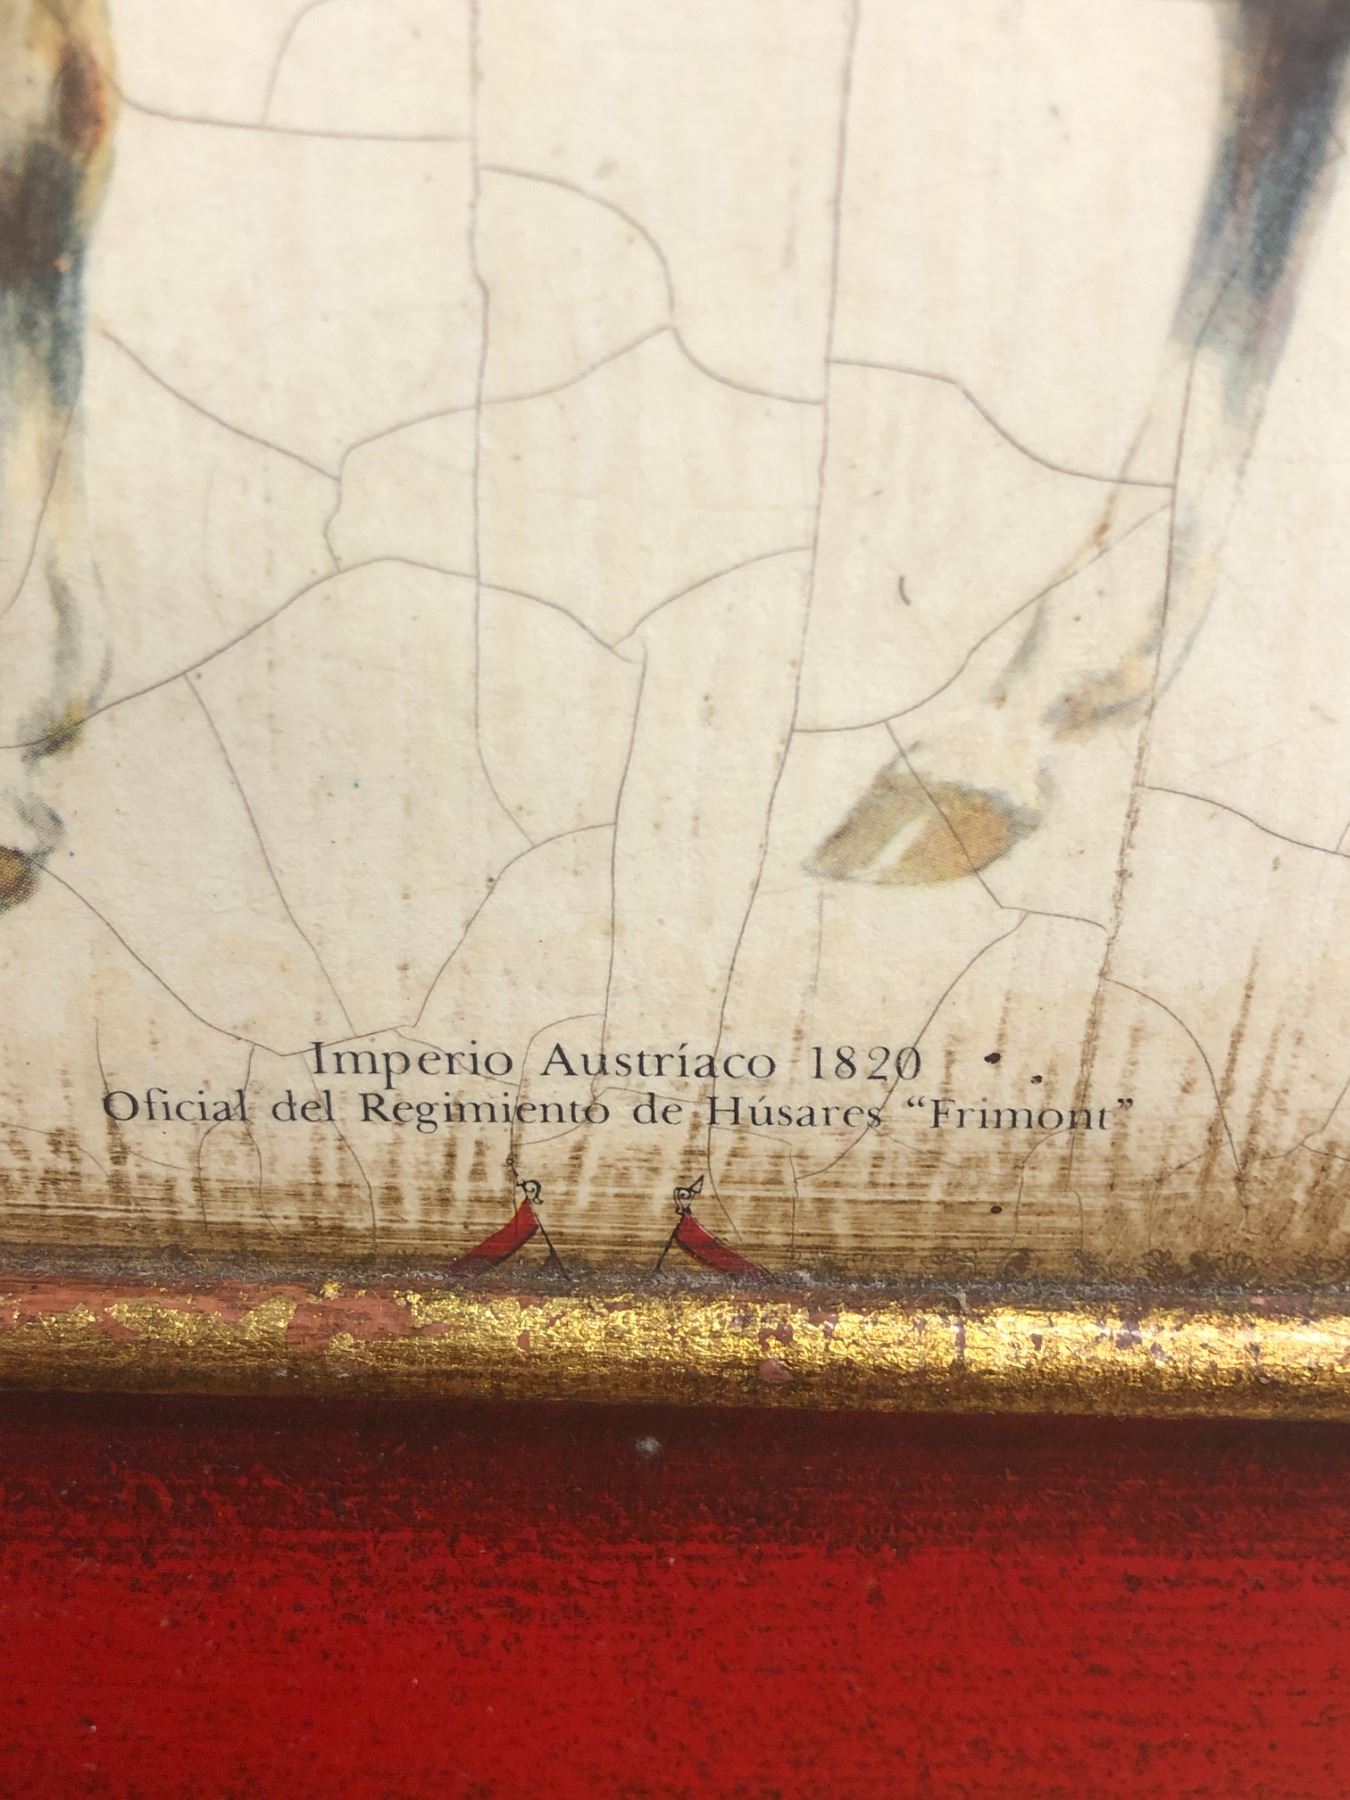 Imperio Austríaco 1820
Oficial del Regimiento de Húsares “Frimont”